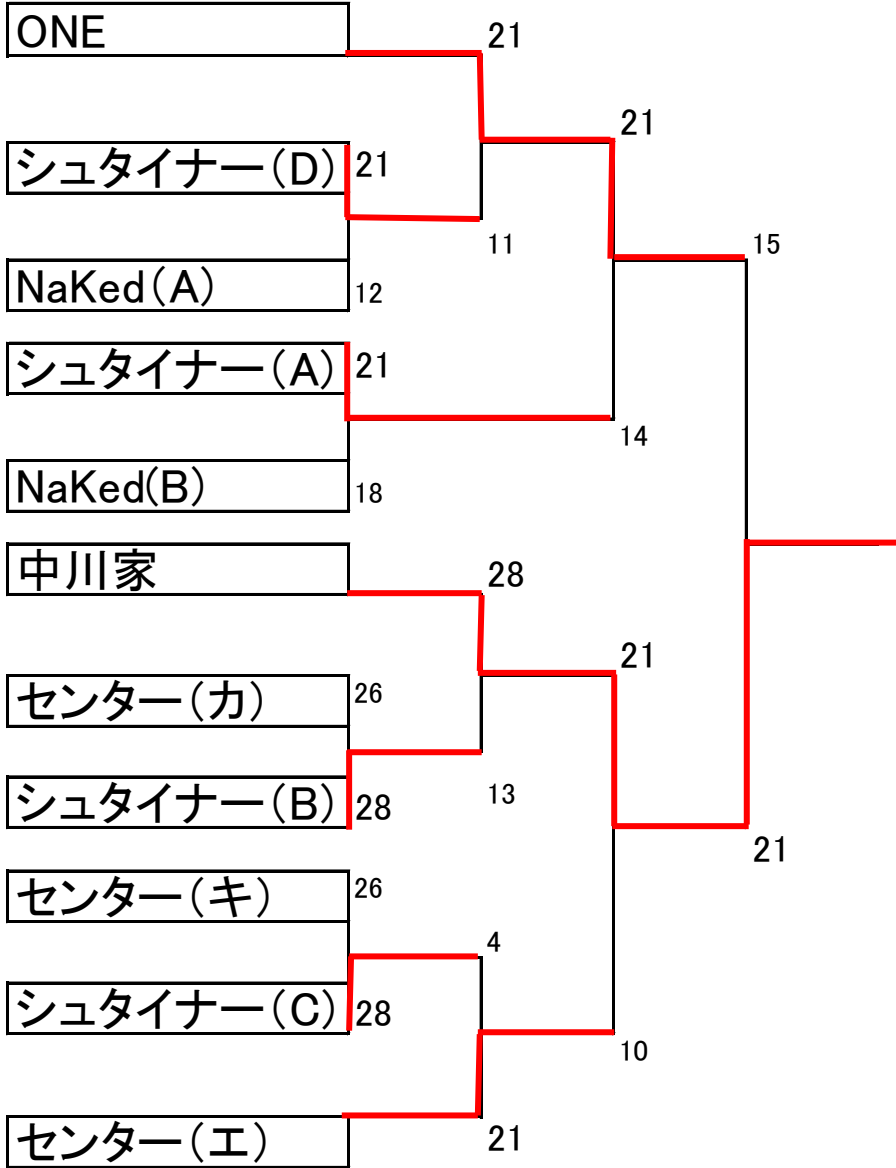 ONE
21
21
シュタイナー(D)
21
11
15
NaKed(A)
12
シュタイナー(A)
21
14
NaKed(B)
18
中川家
28
21
センター(カ)
26
シュタイナー(B)
28
13
21
センター(キ)
26
4
シュタイナー(C)
28
10
センター(エ)
21